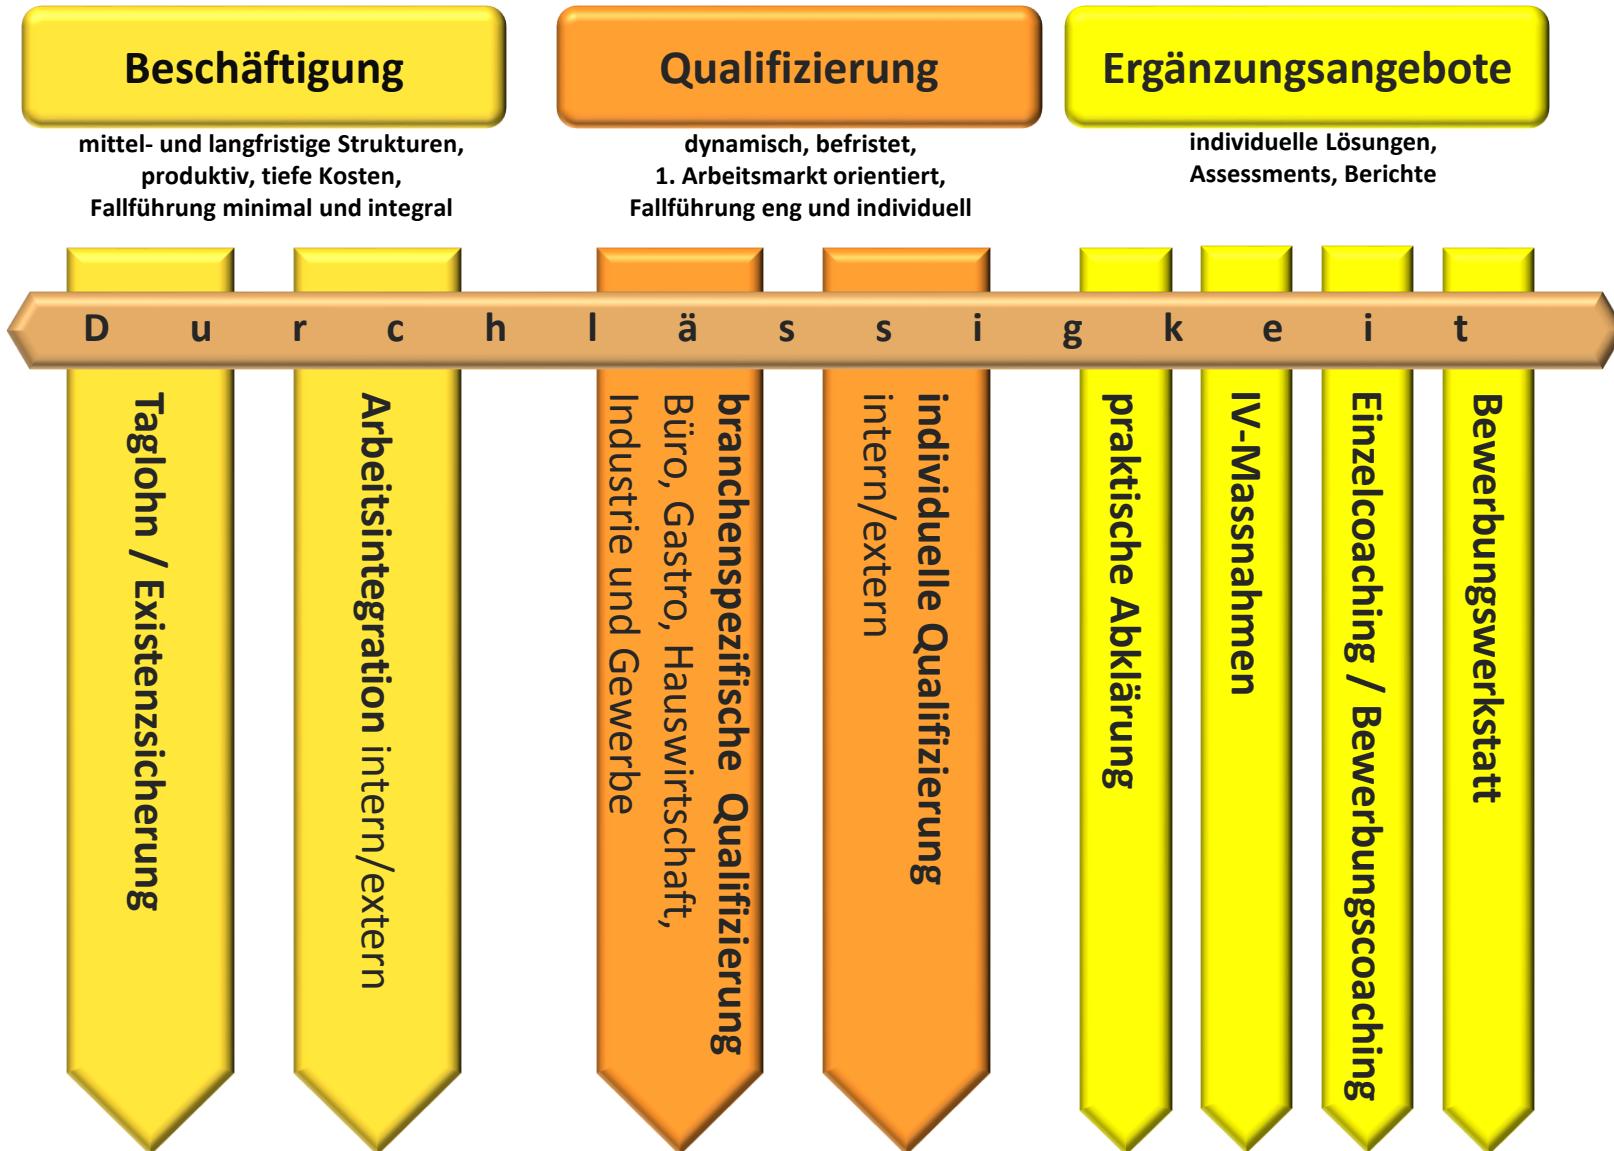 Beschäftigung
mittel- und langfristige Strukturen,
produktiv, tiefe Kosten,
Fallführung minimal und integral
Qualifizierung
dynamisch, befristet,
1. Arbeitsmarkt orientiert,
Fallführung eng und individuell
Ergänzungsangebote
individuelle Lösungen,
Assessments, Berichte
Durchlässigkeit
Taglohn / Existenzsicherung
Arbeitsintegration intern/extern
branchenspezifische Qualifizierung
Büro, Gastro, Hauswirtschaft,
Industrie und Gewerbe
individuelle Qualifizierung
intern/extern
praktische Abklärung
IV-Massnahmen
Einzelcoaching / Bewerbungscoaching
Bewerbungswerkstatt